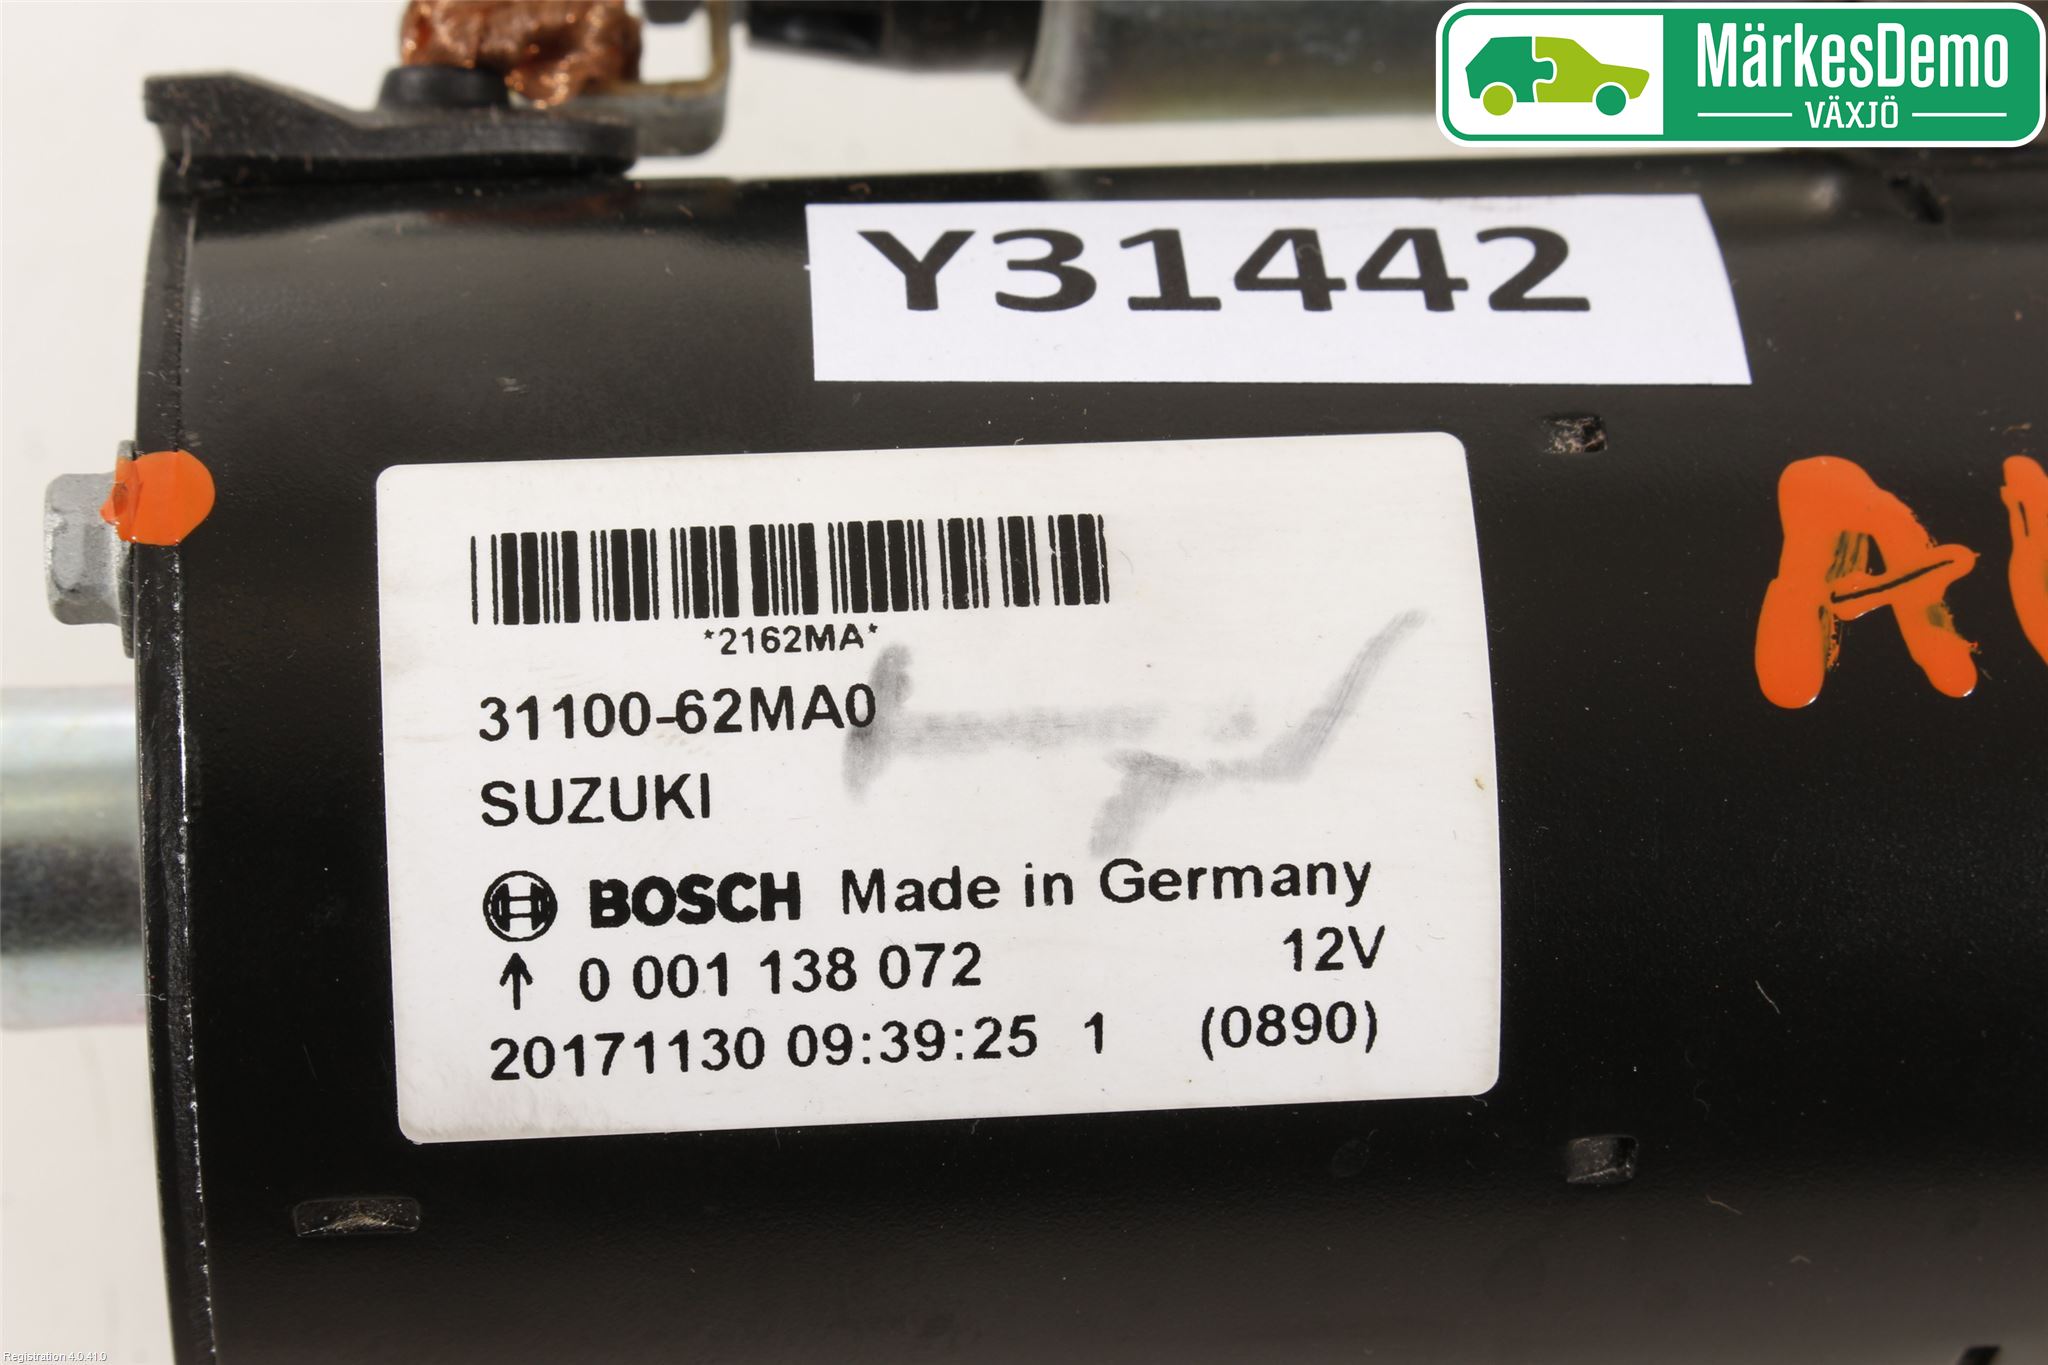 MärkesDemo
VÄXJÖ
Y31442
*2162MA*
31100-62MA0
SUZUKI
BOSCH Made in Germany
↑ 0 001 138 072 12V
20171130 09:39:25 1 (0890)
A
Registration 4.0.41.0